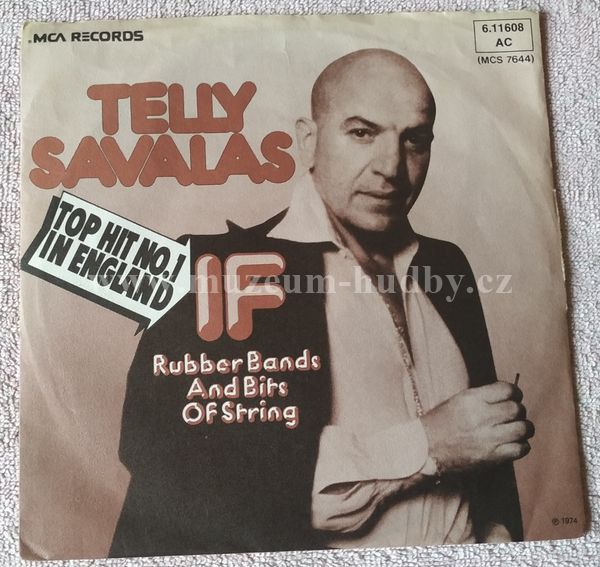 MCA RECORDS
6.11608
AC
(MCS 7644)
TELLY
SAVALAS
TOP HIT NO.1
IN ENGLAND
IF
Rubber Bands
And Bits
Of String
www.muzeum-hudby.cz
℗ 1974